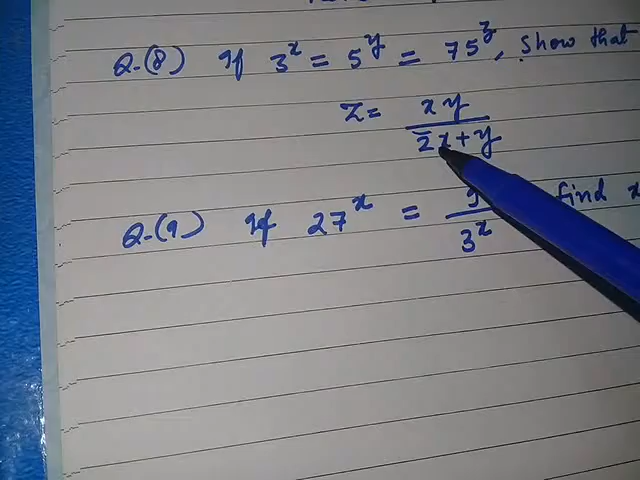 Q.(8) If 3^x = 5^y = 75^z, show that
z = xy/(2x+y)
Q.(9) If 27^x = 9/3^x find x